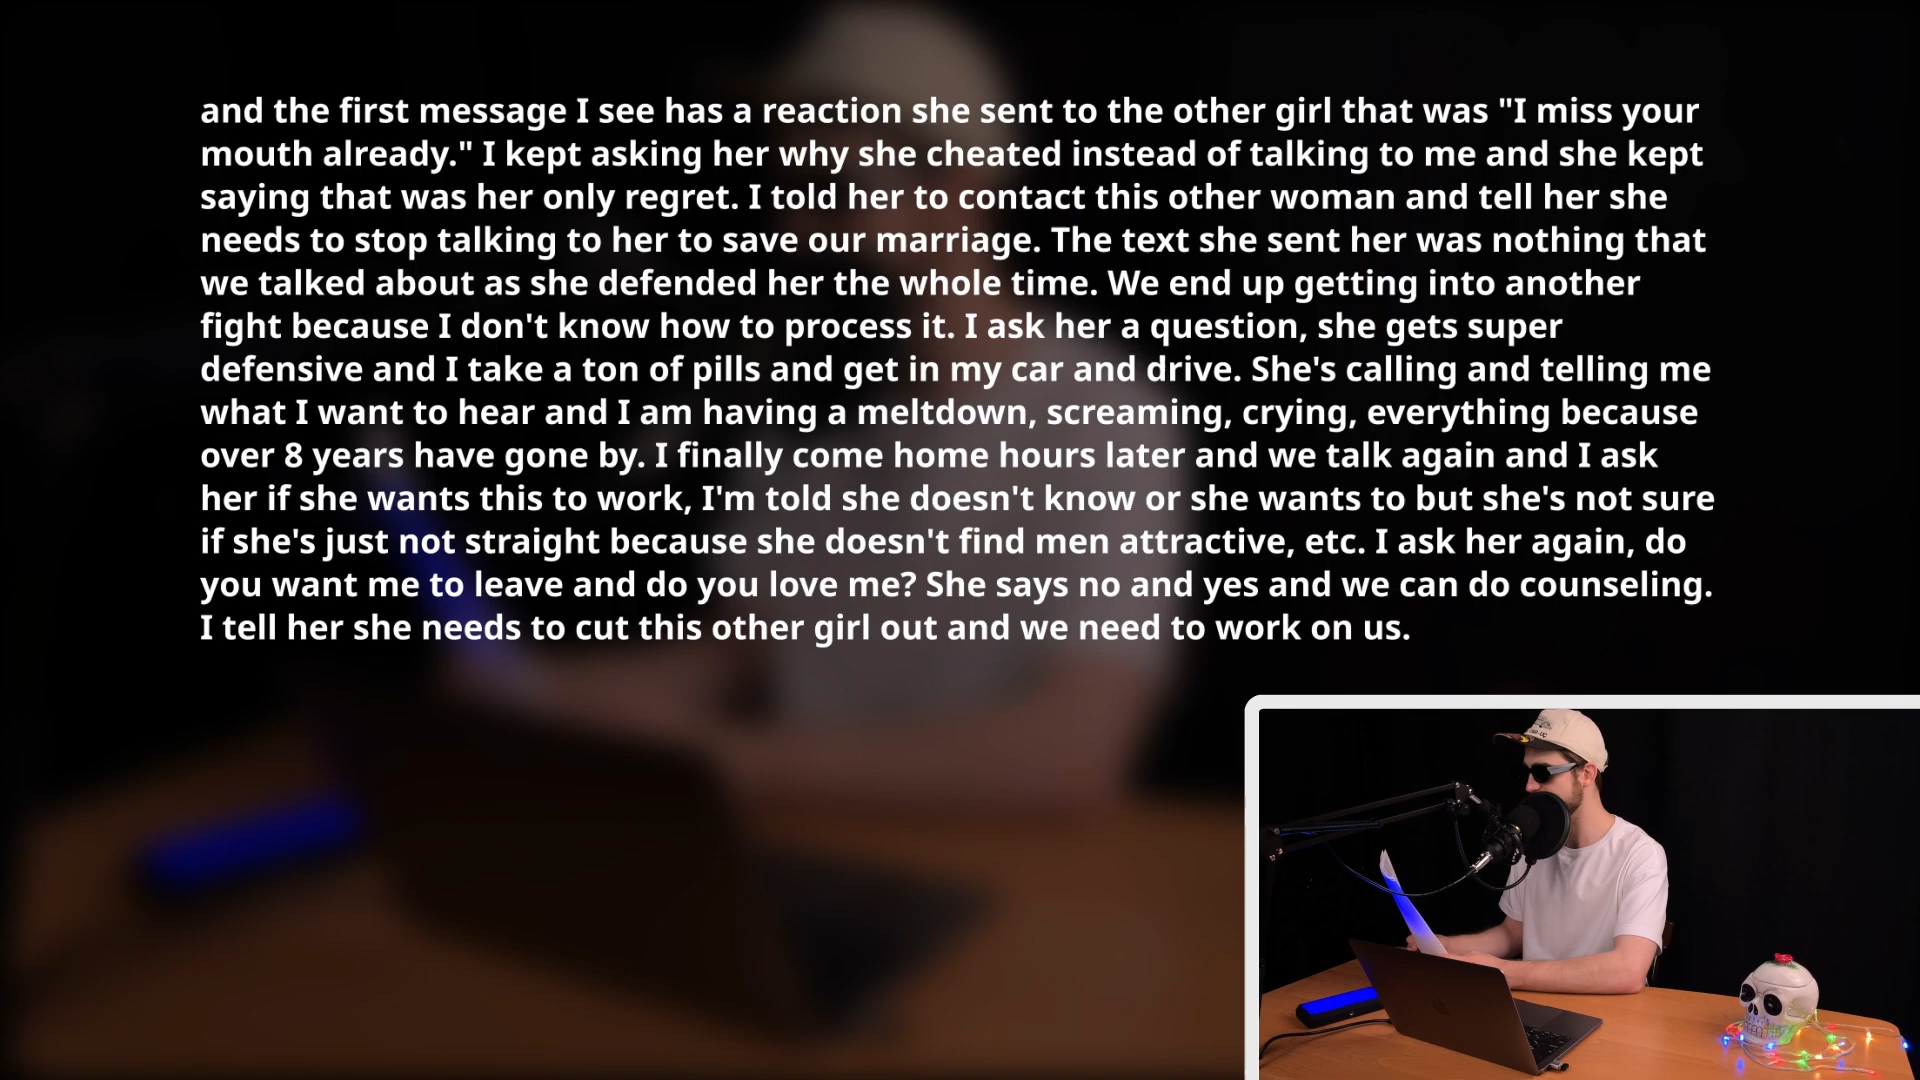 and the first message I see has a reaction she sent to the other girl that was "I miss your
mouth already." I kept asking her why she cheated instead of talking to me and she kept
saying that was her only regret. I told her to contact this other woman and tell her she
needs to stop talking to her to save our marriage. The text she sent her was nothing that
we talked about as she defended her the whole time. We end up getting into another
fight because I don't know how to process it. I ask her a question, she gets super
defensive and I take a ton of pills and get in my car and drive. She's calling and telling me
what I want to hear and I am having a meltdown, screaming, crying, everything because
over 8 years have gone by. I finally come home hours later and we talk again and I ask
her if she wants this to work, I'm told she doesn't know or she wants to but she's not sure
if she's just not straight because she doesn't find men attractive, etc. I ask her again, do
you want me to leave and do you love me? She says no and yes and we can do counseling.
I tell her she needs to cut this other girl out and we need to work on us.